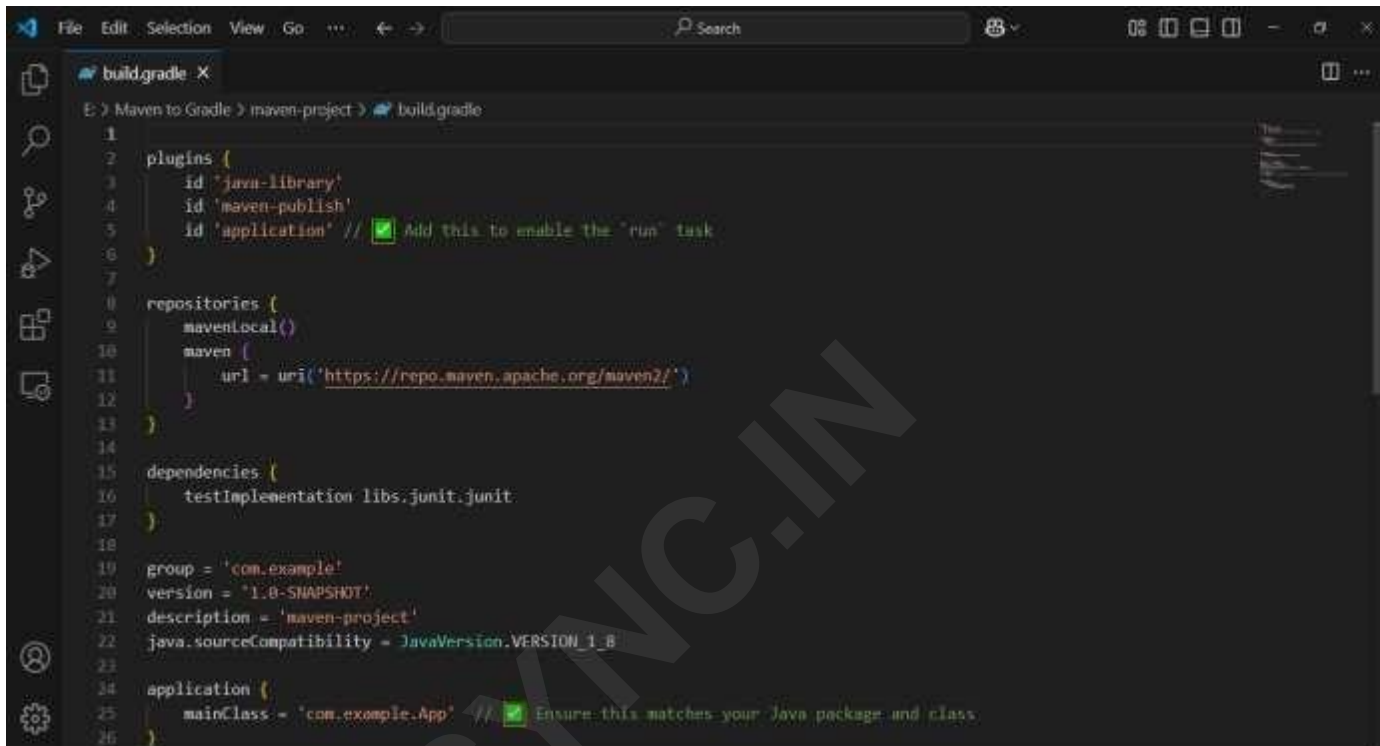 File Edit Selection View Go ··· ← → Search
build.gradle ×
E: > Maven to Gradle > maven-project > build.gradle
1
2 plugins {
3 id 'java-library'
4 id 'maven-publish'
5 id 'application' // ✅ Add this to enable the `run` task
6 }
7
8 repositories {
9 mavenLocal()
10 maven {
11 url = uri('https://repo.maven.apache.org/maven2/')
12 }
13 }
14
15 dependencies {
16 testImplementation libs.junit.junit
17 }
18
19 group = 'com.example'
20 version = '1.0-SNAPSHOT'
21 description = 'maven-project'
22 java.sourceCompatibility = JavaVersion.VERSION_1_8
23
24 application {
25 mainClass = 'com.example.App' // ✅ Ensure this matches your Java package and class
26 }
YNC.IN